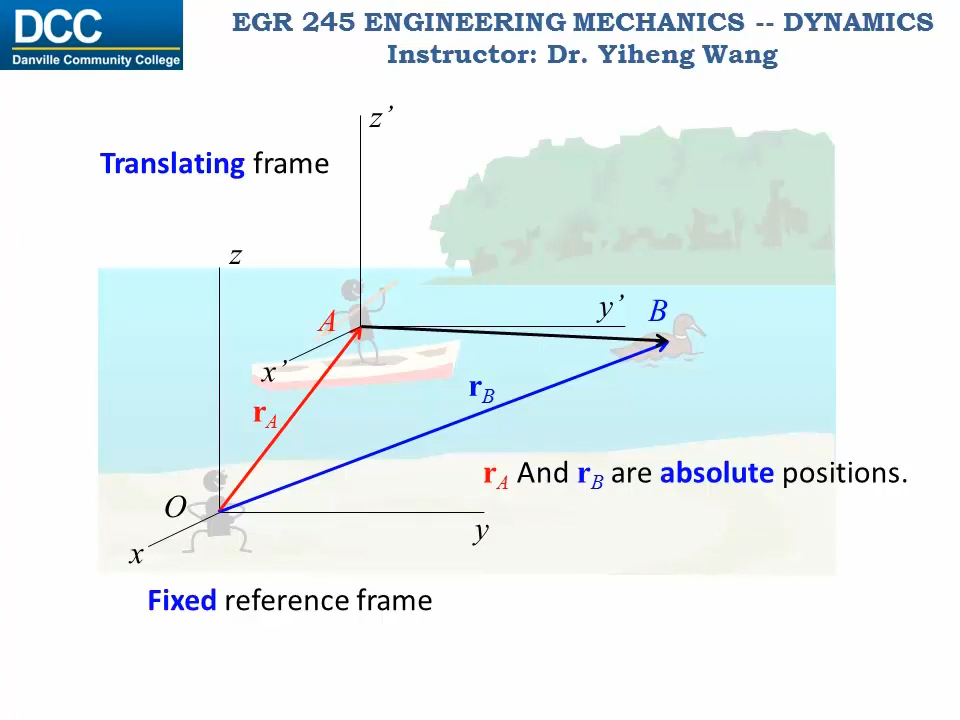 DCC
Danville Community College
EGR 245 ENGINEERING MECHANICS -- DYNAMICS
Instructor: Dr. Yiheng Wang
z’
Translating frame
z
y’
B
A
x’
rB
rA
rA And rB are absolute positions.
O
y
x
Fixed reference frame